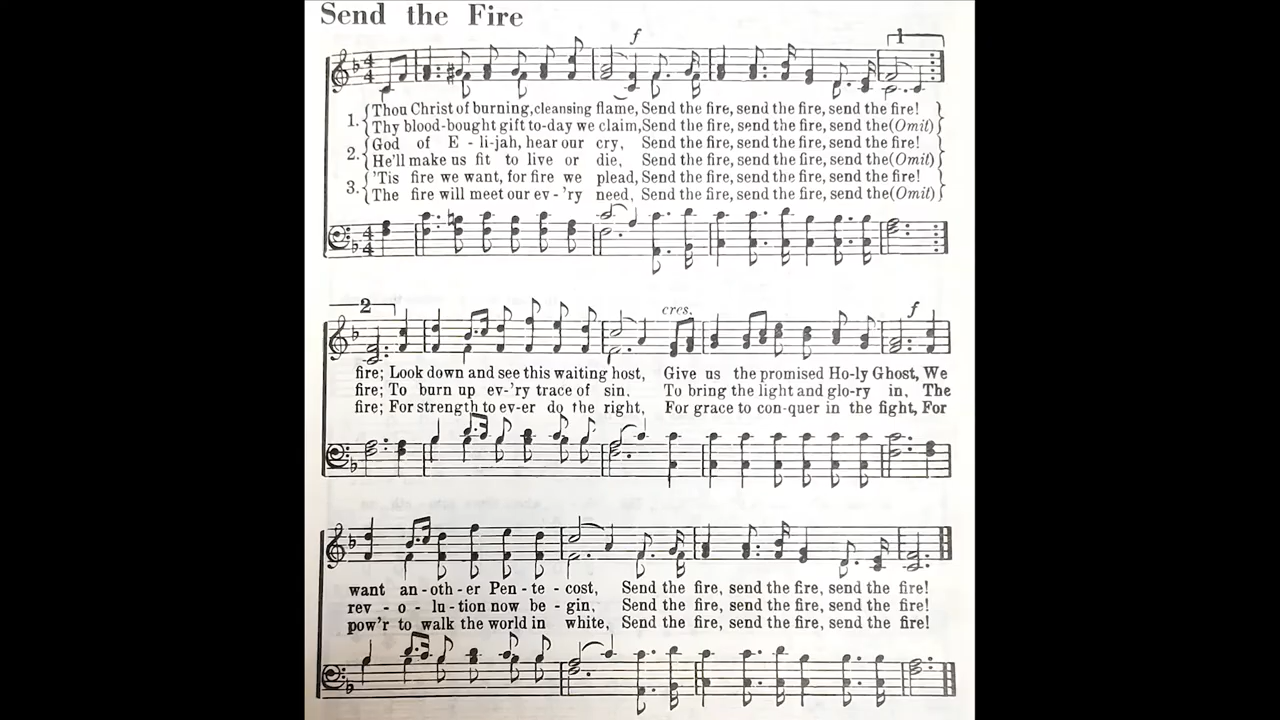 Send the Fire
f
1
1. Thou Christ of burning, cleansing flame, Send the fire, send the fire, send the fire!
Thy blood-bought gift to-day we claim, Send the fire, send the fire, send the (Omit)
2. God of E - li-jah, hear our cry, Send the fire, send the fire, send the fire!
He'll make us fit to live or die, Send the fire, send the fire, send the (Omit)
3. 'Tis fire we want, for fire we plead, Send the fire, send the fire, send the fire!
The fire will meet our ev-'ry need, Send the fire, send the fire, send the (Omit)
2
cres.
f
fire; Look down and see this waiting host, Give us the promised Ho-ly Ghost, We
fire; To burn up ev-'ry trace of sin, To bring the light and glo-ry in, The
fire; For strength to ev-er do the right, For grace to con-quer in the fight, For
want an-oth-er Pen-te-cost, Send the fire, send the fire, send the fire!
rev - o - lu-tion now be - gin, Send the fire, send the fire, send the fire!
pow'r to walk the world in white, Send the fire, send the fire, send the fire!